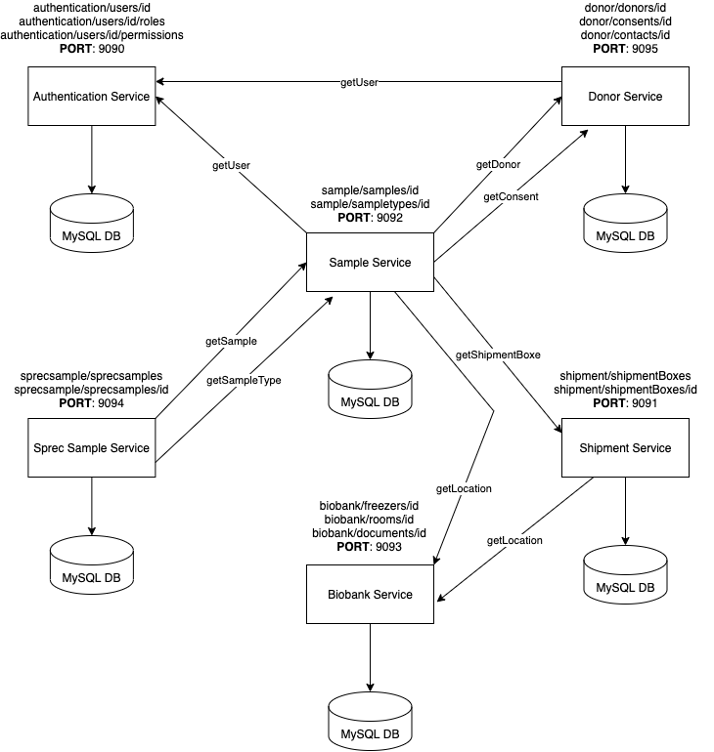 authentication/users/id
authentication/users/id/roles
authentication/users/id/permissions
PORT: 9090
Authentication Service
MySQL DB
donor/donors/id
donor/consents/id
donor/contacts/id
PORT: 9095
Donor Service
MySQL DB
getUser
getUser
getDonor
getConsent
sample/samples/id
sample/sampletypes/id
PORT: 9092
Sample Service
MySQL DB
getSample
getSampleType
getShipmentBoxe
sprecsample/sprecsamples
sprecsample/sprecsamples/id
PORT: 9094
Sprec Sample Service
MySQL DB
shipment/shipmentBoxes
shipment/shipmentBoxes/id
PORT: 9091
Shipment Service
MySQL DB
getLocation
getLocation
biobank/freezers/id
biobank/rooms/id
biobank/documents/id
PORT: 9093
Biobank Service
MySQL DB